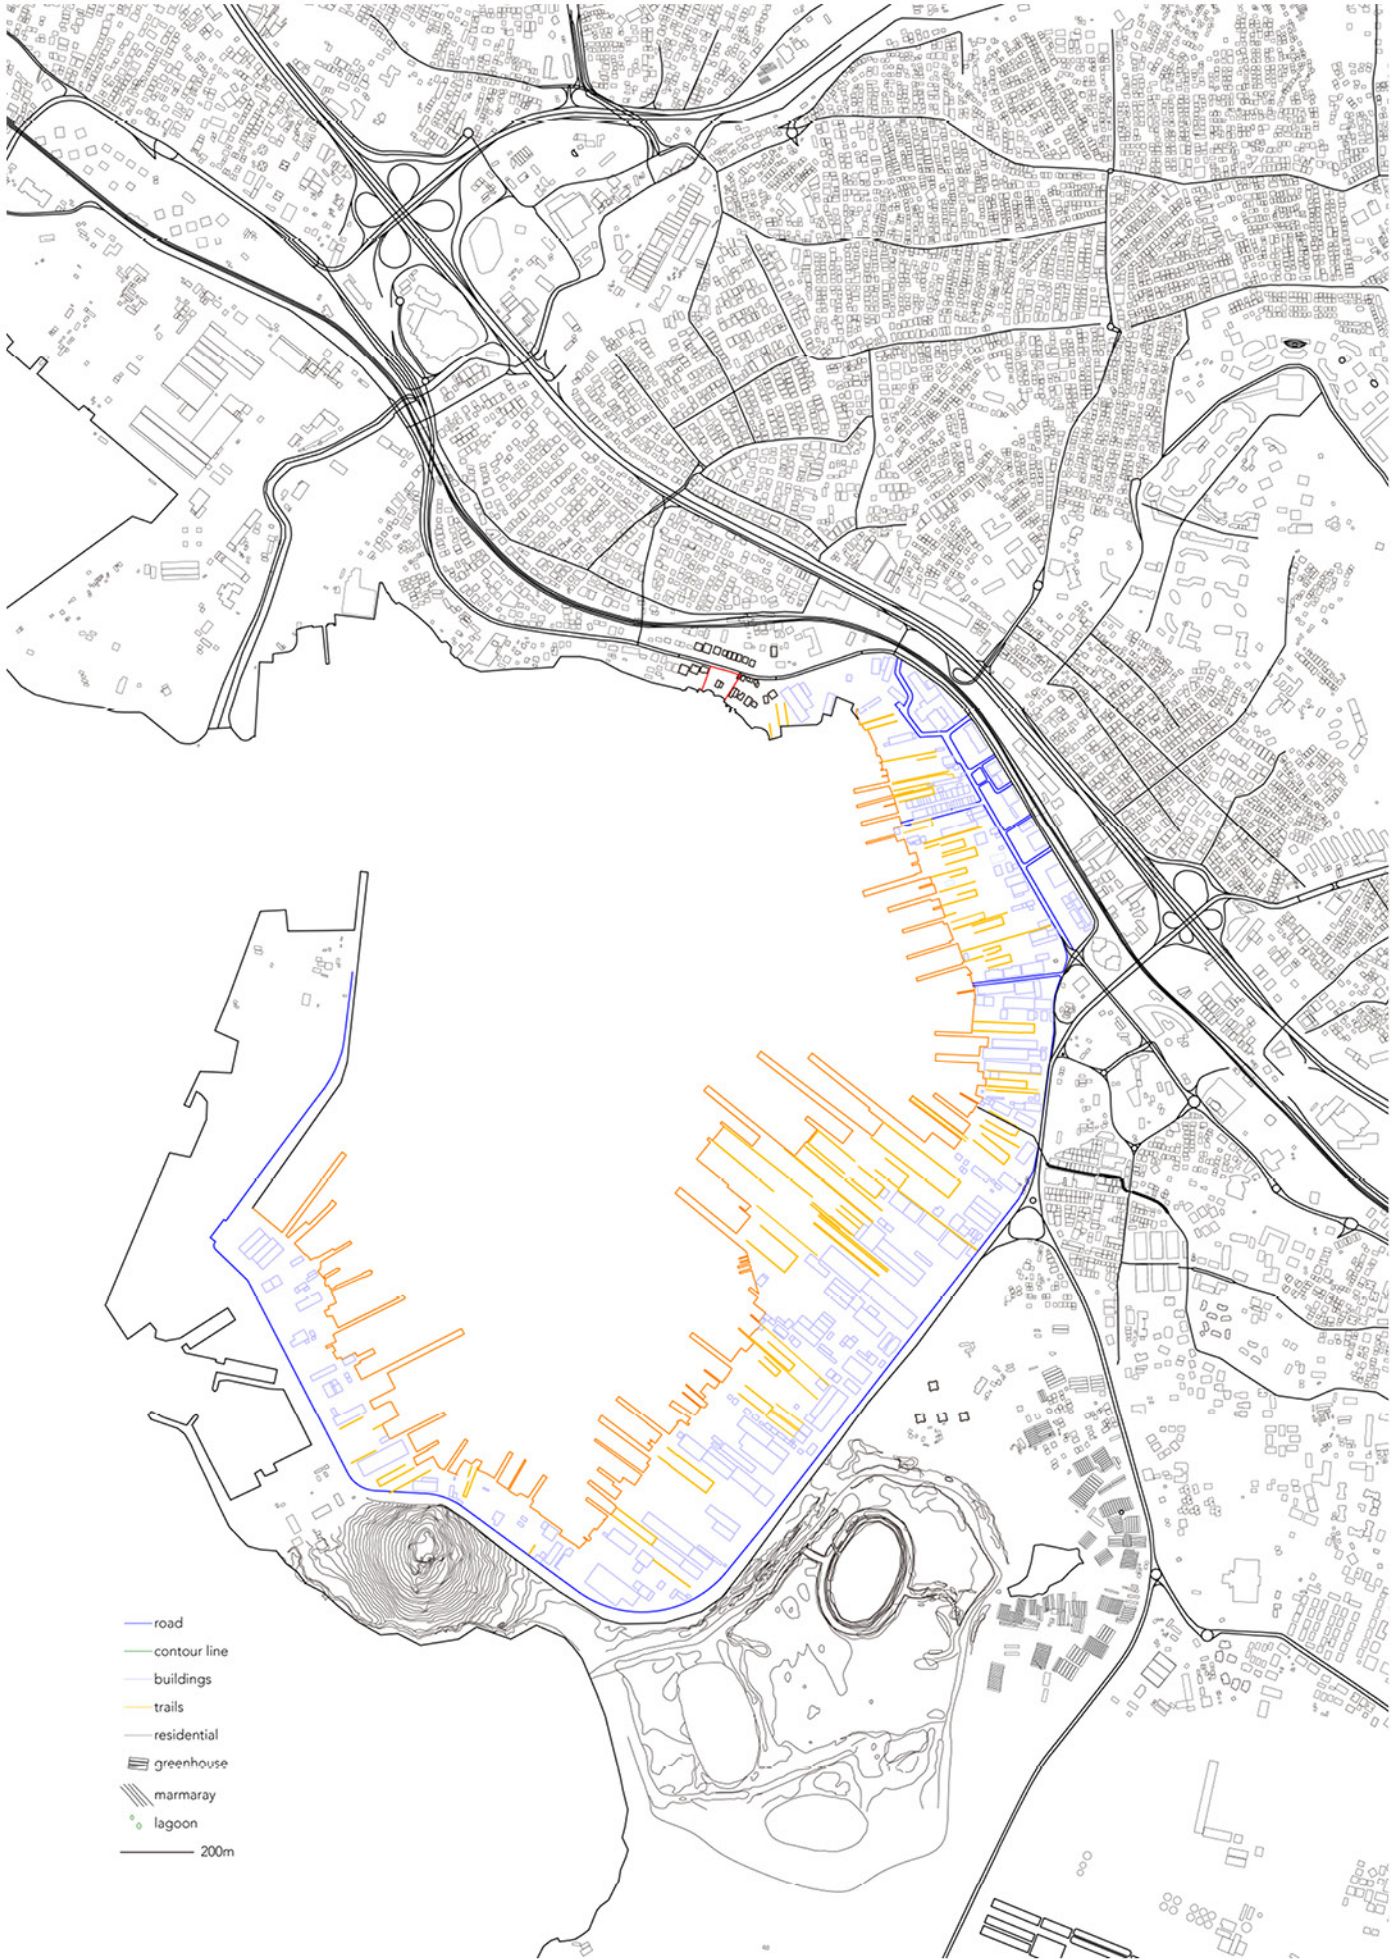 road
contour line
buildings
trails
residential
greenhouse
marmaray
lagoon
200m